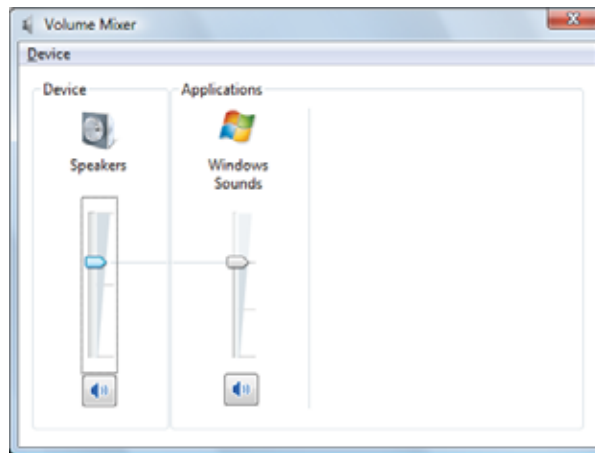 Volume Mixer
Device
Device
Applications
Speakers
Windows
Sounds